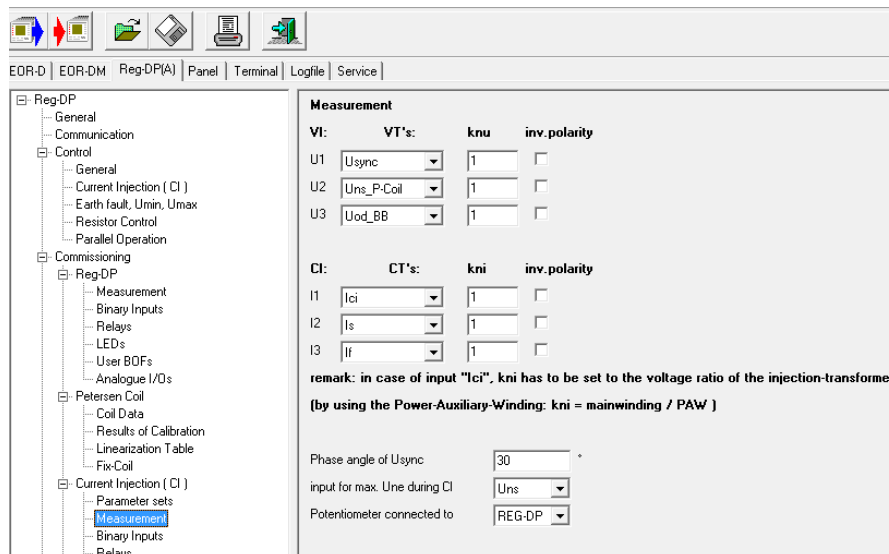 EOR-D EOR-DM Reg-DP(A) Panel Terminal Logfile Service
Reg-DP
General
Communication
Control
General
Current Injection ( CI )
Earth fault, Umin, Umax
Resistor Control
Parallel Operation
Commissioning
Reg-DP
Measurement
Binary Inputs
Relays
LEDs
User BOFs
Analogue I/Os
Petersen Coil
Coil Data
Results of Calibration
Linearization Table
Fix-Coil
Current Injection ( CI )
Parameter sets
Measurement
Binary Inputs
Relays
Measurement
VI: VT's: knu inv.polarity
U1 Usync 1
U2 Uns_P-Coil 1
U3 Uod_BB 1
CI: CT's: kni inv.polarity
I1 Ici 1
I2 Is 1
I3 If 1
remark: in case of input "Ici", kni has to be set to the voltage ratio of the injection-transforme
(by using the Power-Auxiliary-Winding: kni = mainwinding / PAW )
Phase angle of Usync 30 °
input for max. Une during CI Uns
Potentiometer connected to REG-DP